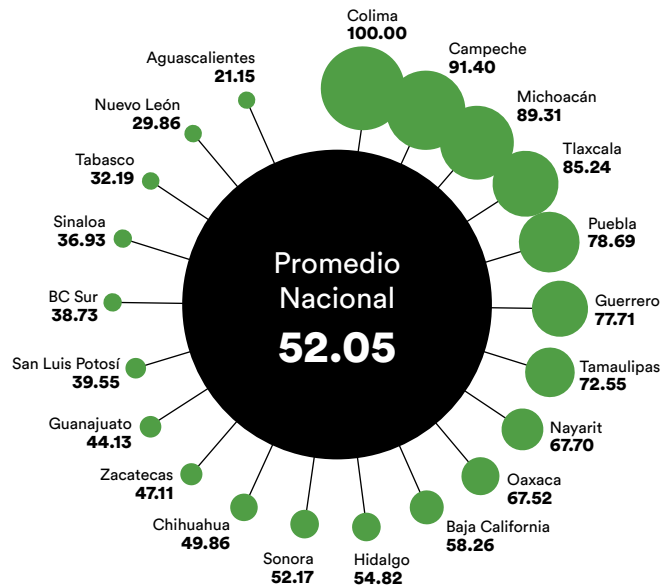 Colima
100.00
Campeche
91.40
Michoacán
89.31
Tlaxcala
85.24
Puebla
78.69
Guerrero
77.71
Tamaulipas
72.55
Nayarit
67.70
Oaxaca
67.52
Baja California
58.26
Hidalgo
54.82
Sonora
52.17
Chihuahua
49.86
Zacatecas
47.11
Guanajuato
44.13
San Luis Potosí
39.55
BC Sur
38.73
Sinaloa
36.93
Tabasco
32.19
Nuevo León
29.86
Aguascalientes
21.15
Promedio
Nacional
52.05